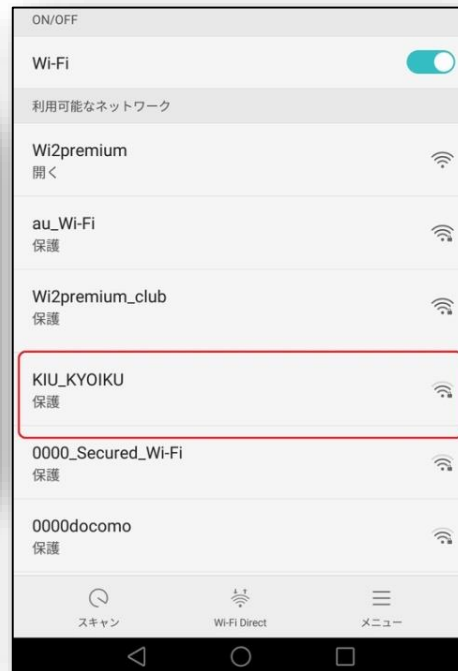 ON/OFF
Wi-Fi
利用可能なネットワーク
Wi2premium
開く
au_Wi-Fi
保護
Wi2premium_club
保護
KIU_KYOIKU
保護
0000_Secured_Wi-Fi
保護
0000docomo
保護
スキャン Wi-Fi Direct メニュー